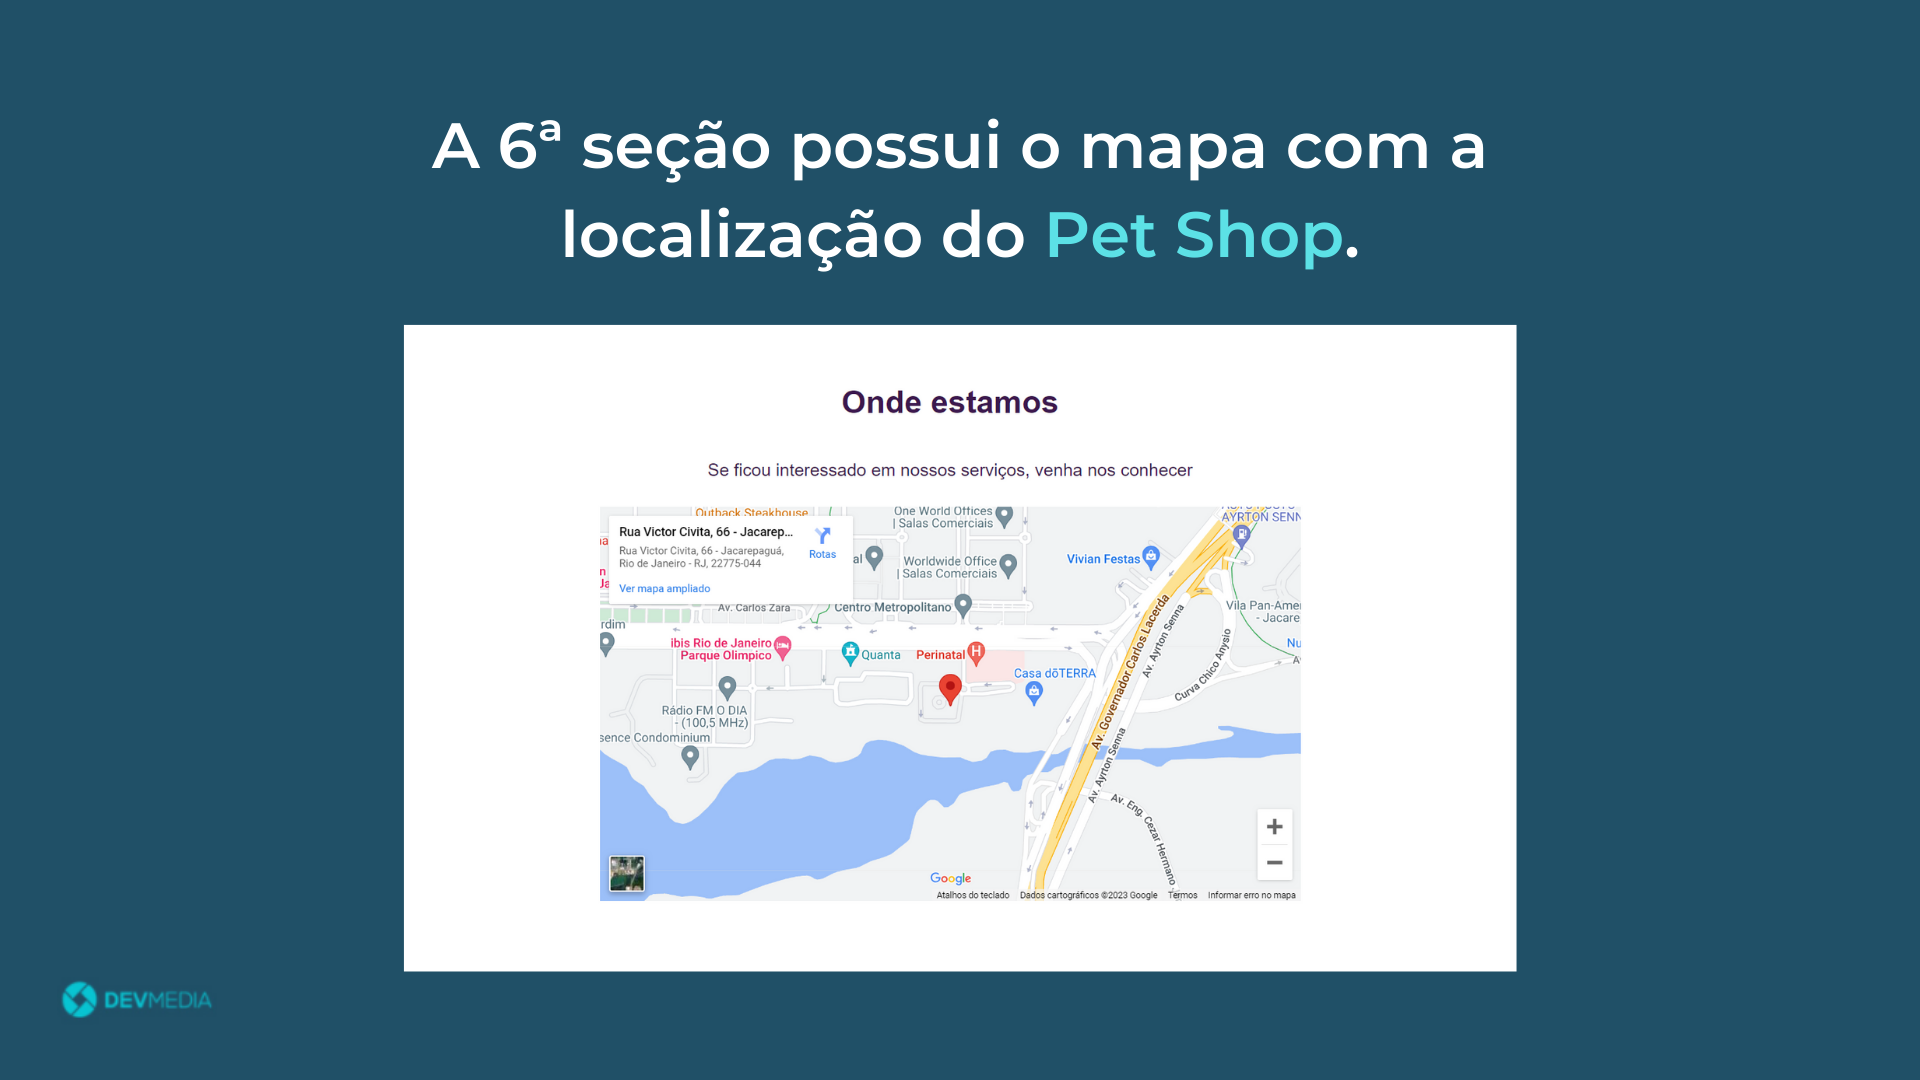 A 6ª seção possui o mapa com a
localização do Pet Shop.
Onde estamos
Se ficou interessado em nossos serviços, venha nos conhecer
Outback Steakhouse
One World Offices
| Salas Comerciais
AYRTON SENN
Rua Victor Civita, 66 - Jacarep...
Rua Victor Civita, 66 - Jacarepaguá,
Rio de Janeiro - RJ, 22775-044
Rotas
Ver mapa ampliado
al
Worldwide Office
| Salas Comerciais
Vivian Festas
Av. Carlos Zara
Centro Metropolitano
Vila Pan-Ame
- Jacare
rdim
ibis Rio de Janeiro
Parque Olimpico
Quanta
Perinatal
Casa dōTERRA
Nu
Av. Governador Carlos Lacerda
Av. Ayrton Senna
Curva Chico Anysio
Rádio FM O DIA
- (100,5 MHz)
sence Condominium
Av. Ayrton Senna
Av. Eng. Cezar Hermano
Google
Atalhos do teclado
Dados cartográficos ©2023 Google
Termos
Informar erro no mapa
DEVMEDIA